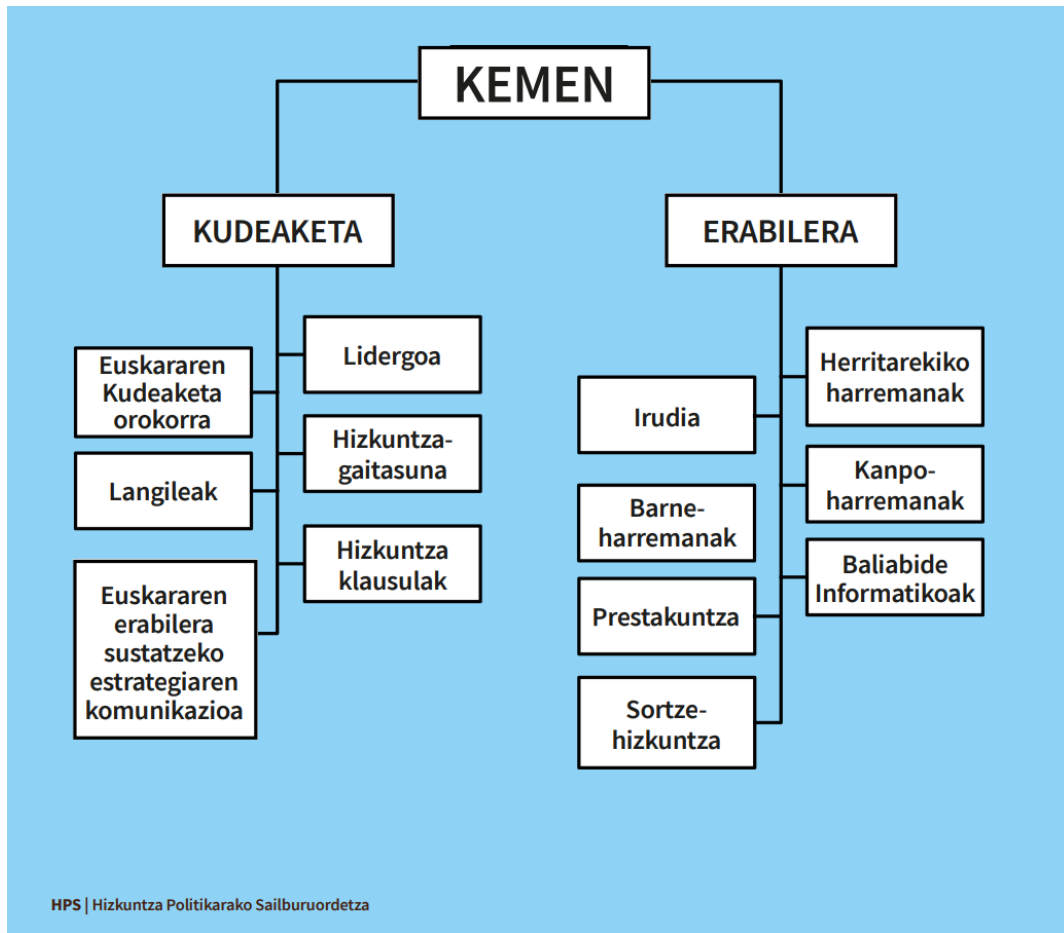 KEMEN
KUDEAKETA
Lidergoa
Euskararen
Kudeaketa
orokorra
Hizkuntza-
gaitasuna
Langileak
Hizkuntza
klausulak
Euskararen
erabilera
sustatzeko
estrategiaren
komunikazioa
ERABILERA
Herritarekiko
harremanak
Irudia
Kanpo-
harremanak
Barne-
harremanak
Baliabide
Informatikoak
Prestakuntza
Sortze-
hizkuntza
HPS | Hizkuntza Politikarako Sailburuordetza